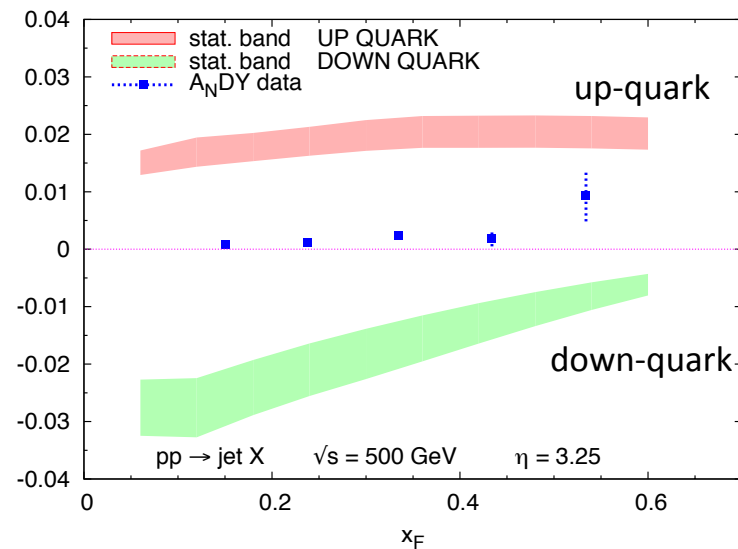 0.04
stat. band UP QUARK
stat. band DOWN QUARK
A_NDY data
up-quark
0.03
0.02
0.01
0
-0.01
-0.02
down-quark
-0.03
pp → jet X √s = 500 GeV η = 3.25
-0.04
0 0.2 0.4 0.6
x_F